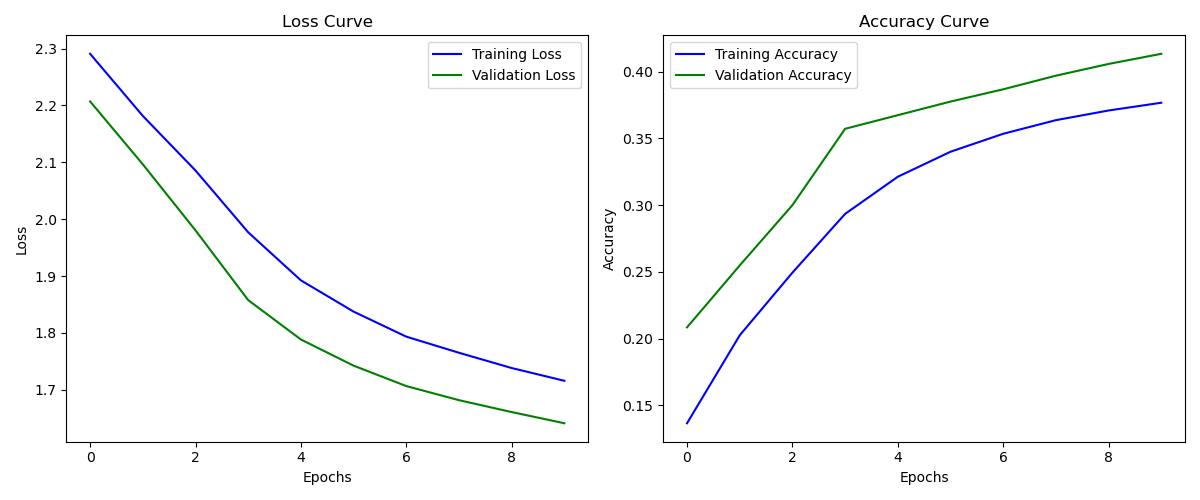 Loss Curve
Training Loss
Validation Loss
2.3
2.2
2.1
2.0
1.9
1.8
1.7
Loss
0 2 4 6 8
Epochs
Accuracy Curve
Training Accuracy
Validation Accuracy
0.40
0.35
0.30
0.25
0.20
0.15
Accuracy
0 2 4 6 8
Epochs